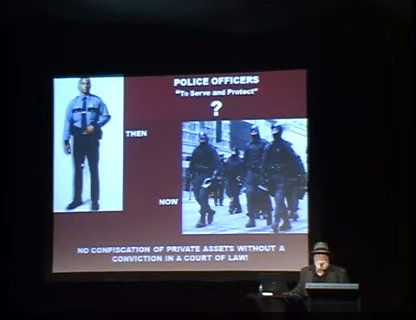 POLICE OFFICERS
"To Serve and Protect"
?
THEN
NOW
NO CONFISCATION OF PRIVATE ASSETS WITHOUT A
CONVICTION IN A COURT OF LAW!